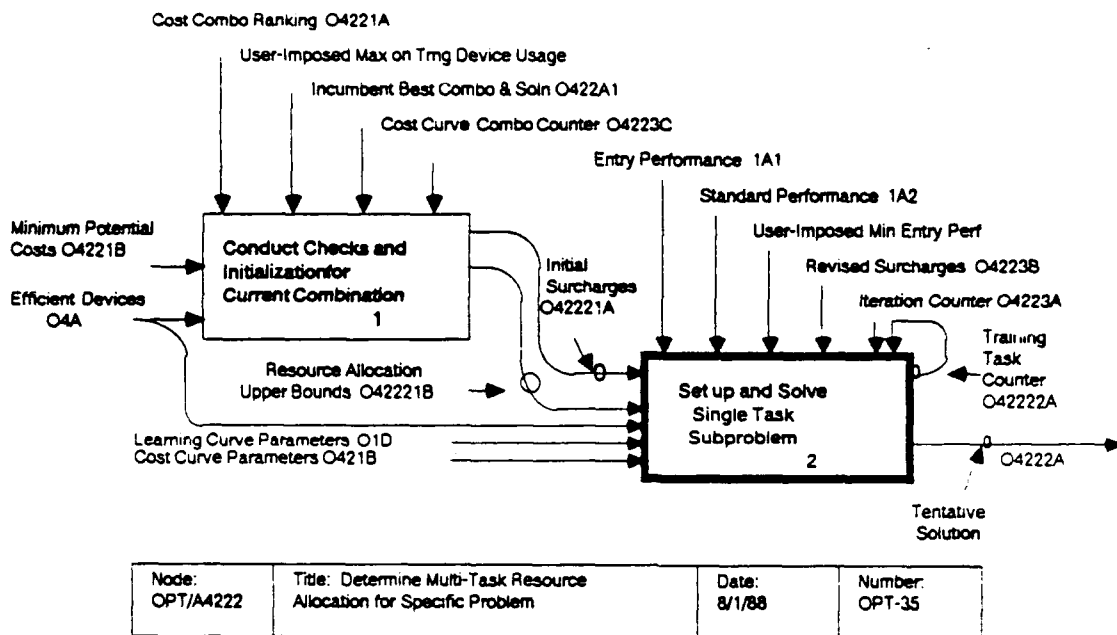 Cost Combo Ranking O4221A
User-Imposed Max on Trng Device Usage
Incumbent Best Combo & Soln O422A1
Cost Curve Combo Counter O4223C
Entry Performance 1A1
Standard Performance 1A2
User-Imposed Min Entry Perf
Revised Surcharges O4223B
Iteration Counter O4223A
Minimum Potential
Costs O4221B
Efficient Devices
O4A
Conduct Checks and
Initializationfor
Current Combination
1
Initial
Surcharges
O42221A
Training
Task
Counter
O42222A
Resource Allocation
Upper Bounds O42221B
Set up and Solve
Single Task
Subproblem
2
Learning Curve Parameters O1D
Cost Curve Parameters O421B
O4222A
Tentative
Solution
Node:
OPT/A4222
Title: Determine Multi-Task Resource
Allocation for Specific Problem
Date:
8/1/88
Number:
OPT-35